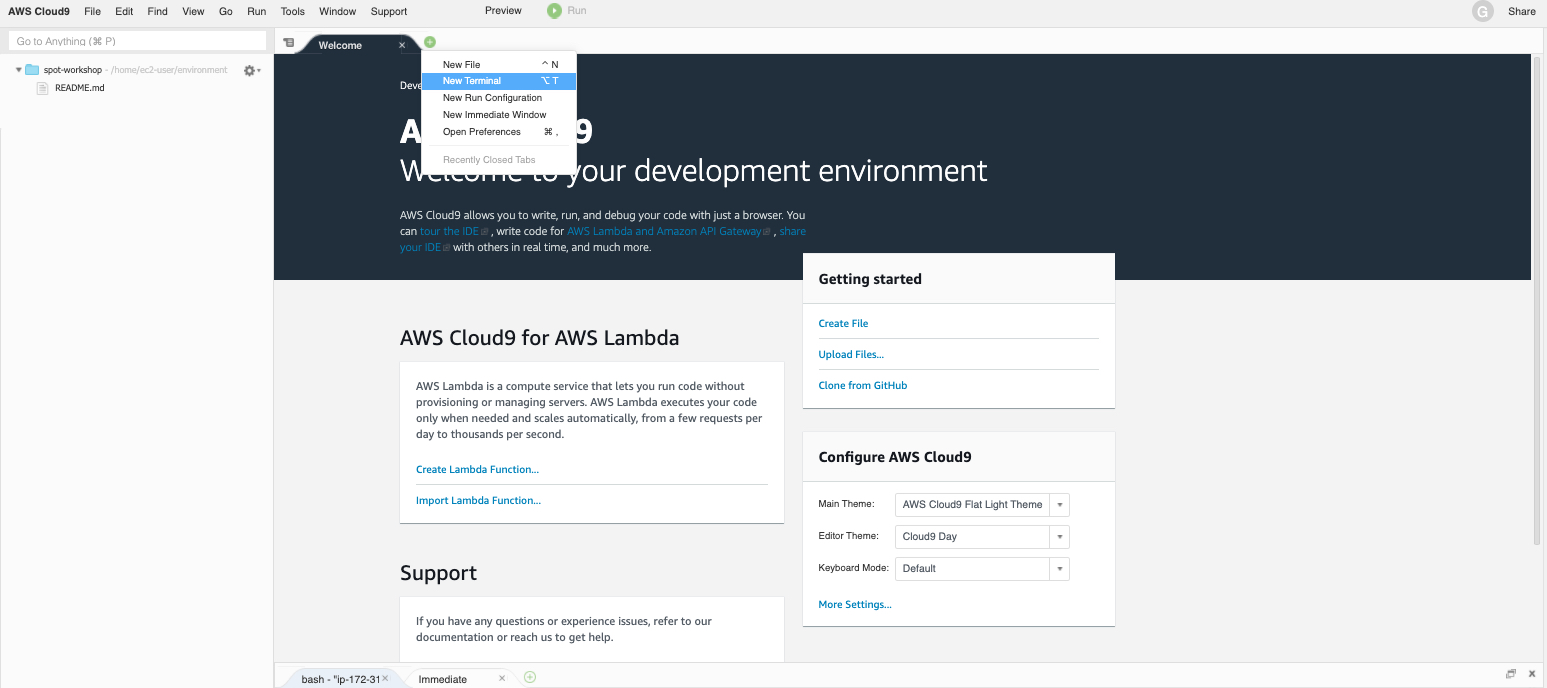 AWS Cloud9 File Edit Find View Go Run Tools Window Support Preview Run G Share
Go to Anything (⌘ P)
Welcome
spot-workshop - /home/ec2-user/environment
README.md
New File ^ N
New Terminal ⌥ T
New Run Configuration
New Immediate Window
Open Preferences ⌘ ,
Recently Closed Tabs
Deve
A 9
Welcome to your development environment
AWS Cloud9 allows you to write, run, and debug your code with just a browser. You
can tour the IDE , write code for AWS Lambda and Amazon API Gateway , share
your IDE with others in real time, and much more.
Getting started
Create File
Upload Files...
Clone from GitHub
AWS Cloud9 for AWS Lambda
AWS Lambda is a compute service that lets you run code without
provisioning or managing servers. AWS Lambda executes your code
only when needed and scales automatically, from a few requests per
day to thousands per second.
Create Lambda Function...
Import Lambda Function...
Configure AWS Cloud9
Main Theme: AWS Cloud9 Flat Light Theme
Editor Theme: Cloud9 Day
Keyboard Mode: Default
More Settings...
Support
If you have any questions or experience issues, refer to our
documentation or reach us to get help.
bash - "ip-172-31 Immediate